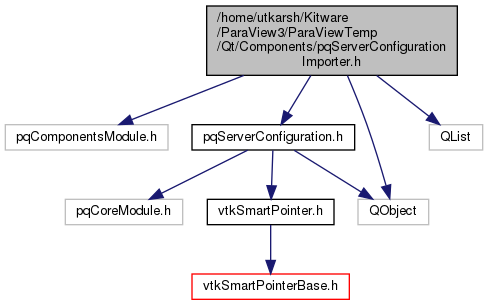 /home/utkarsh/Kitware
/ParaView3/ParaViewTemp
/Qt/Components/pqServerConfiguration
Importer.h
pqComponentsModule.h
pqServerConfiguration.h
QList
pqCoreModule.h
vtkSmartPointer.h
QObject
vtkSmartPointerBase.h